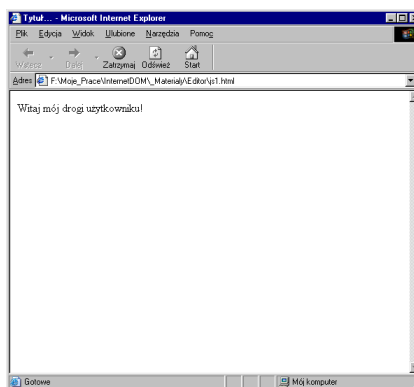 Tytuł... - Microsoft Internet Explorer
Plik Edycja Widok Ulubione Narzędzia Pomoc
Wstecz Dalej Zatrzymaj Odśwież Start
Adres F:\Moje_Prace\InternetDOM\_Materialy\Editor\js1.html
Witaj mój drogi użytkowniku!
Gotowe Mój komputer